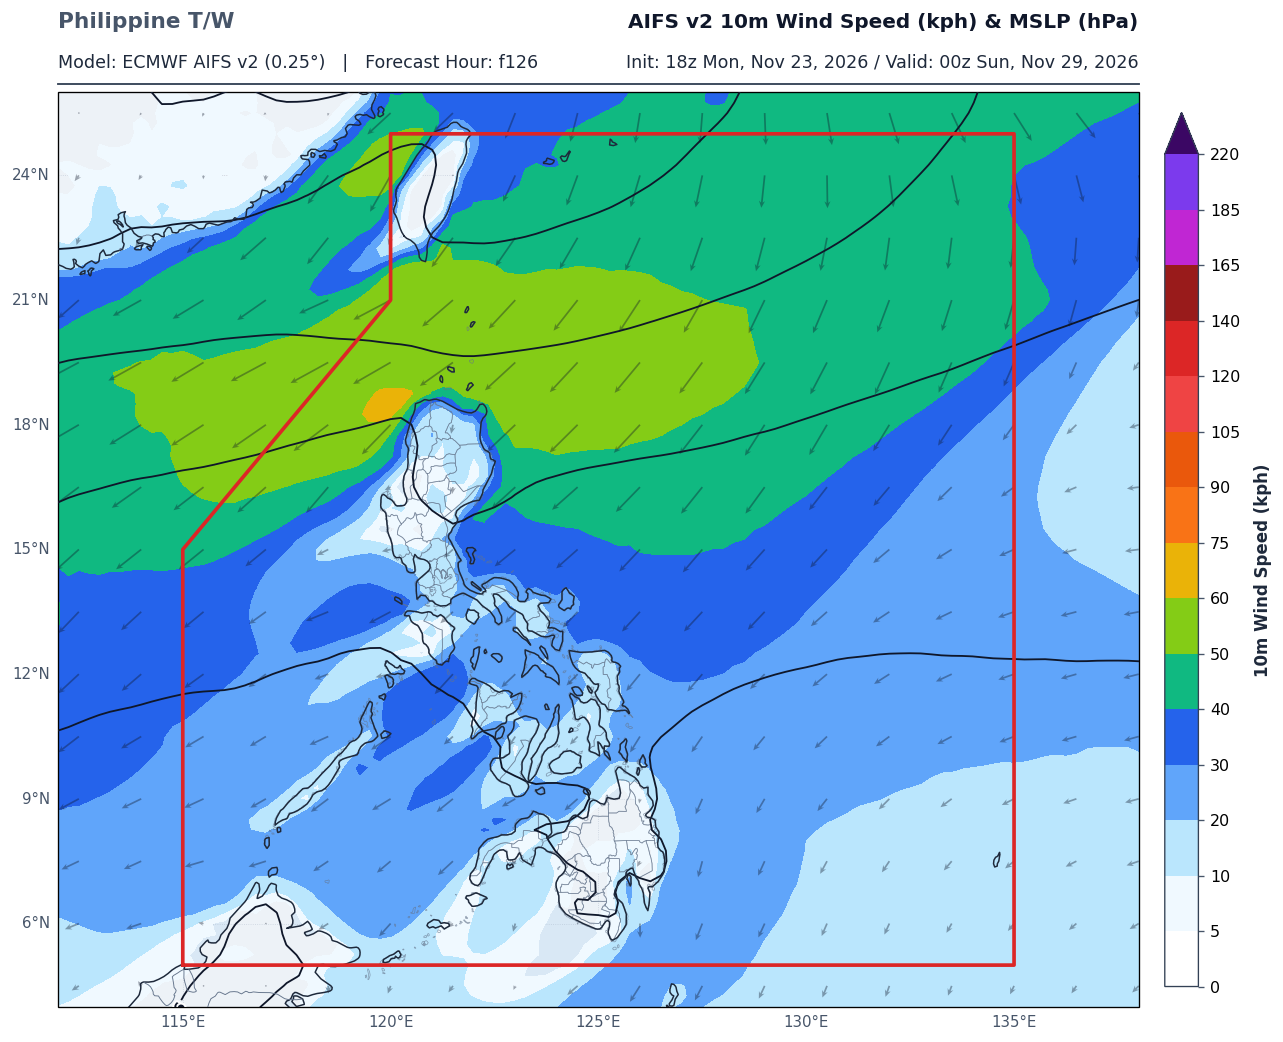 Philippine T/W
AIFS v2 10m Wind Speed (kph) & MSLP (hPa)
Model: ECMWF AIFS v2 (0.25°)   |   Forecast Hour: f126
Init: 18z Mon, Nov 23, 2026 / Valid: 00z Sun, Nov 29, 2026
24°N
21°N
18°N
15°N
12°N
9°N
6°N
115°E
120°E
125°E
130°E
135°E
220
185
165
140
120
105
90
75
60
50
40
30
20
10
5
0
10m Wind Speed (kph)